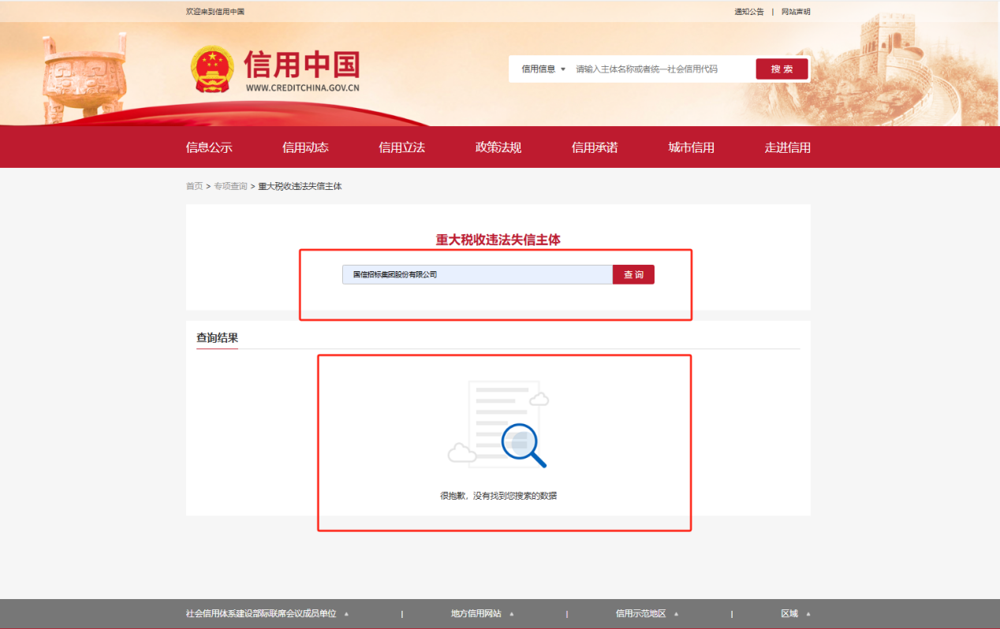 欢迎来到信用中国
通知公告 | 网站声明
信用中国
WWW.CREDITCHINA.GOV.CN
信用信息 请输入主体名称或者统一社会信用代码 搜 索
信息公示 信用动态 信用立法 政策法规 信用承诺 城市信用 走进信用
首页 > 专项查询 > 重大税收违法失信主体
重大税收违法失信主体
国信招标集团股份有限公司 查 询
查询结果
很抱歉，没有找到您搜索的数据
社会信用体系建设部际联席会议成员单位 | 地方信用网站 | 信用示范地区 | 区域